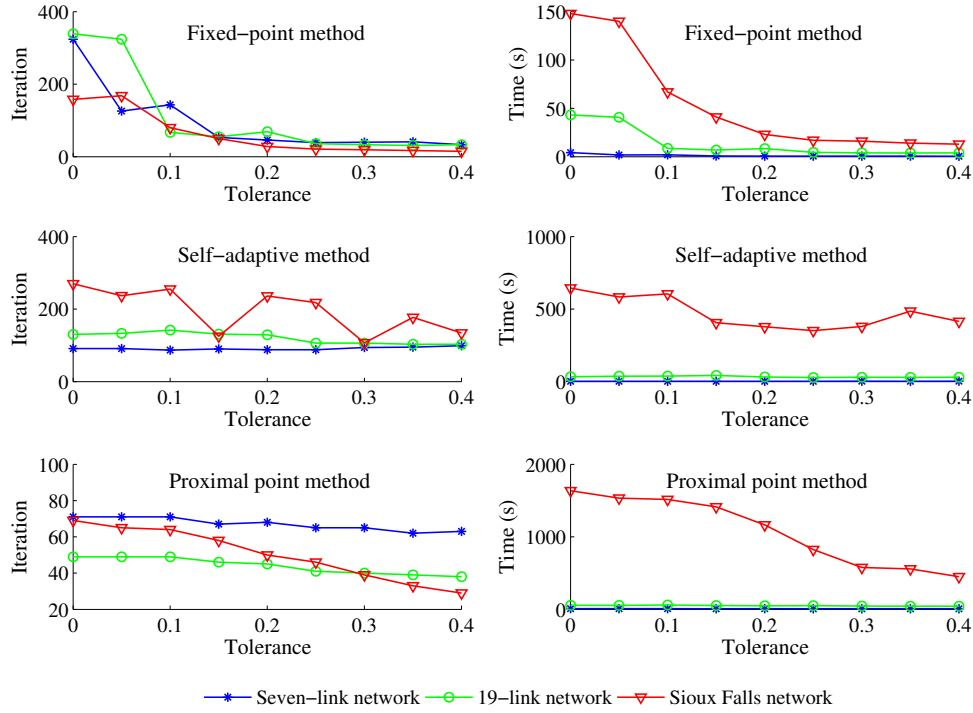 Fixed−point method
Iteration
400
200
0
0
0.1
0.2
0.3
0.4
Tolerance
Fixed−point method
Time (s)
150
100
50
0
0
0.1
0.2
0.3
0.4
Tolerance
Self−adaptive method
Iteration
400
200
0
0
0.1
0.2
0.3
0.4
Tolerance
Self−adaptive method
Time (s)
1000
500
0
0
0.1
0.2
0.3
0.4
Tolerance
Proximal point method
Iteration
100
80
60
40
20
0
0.1
0.2
0.3
0.4
Tolerance
Proximal point method
Time (s)
2000
1000
0
0
0.1
0.2
0.3
0.4
Tolerance
Seven−link network
19−link network
Sioux Falls network